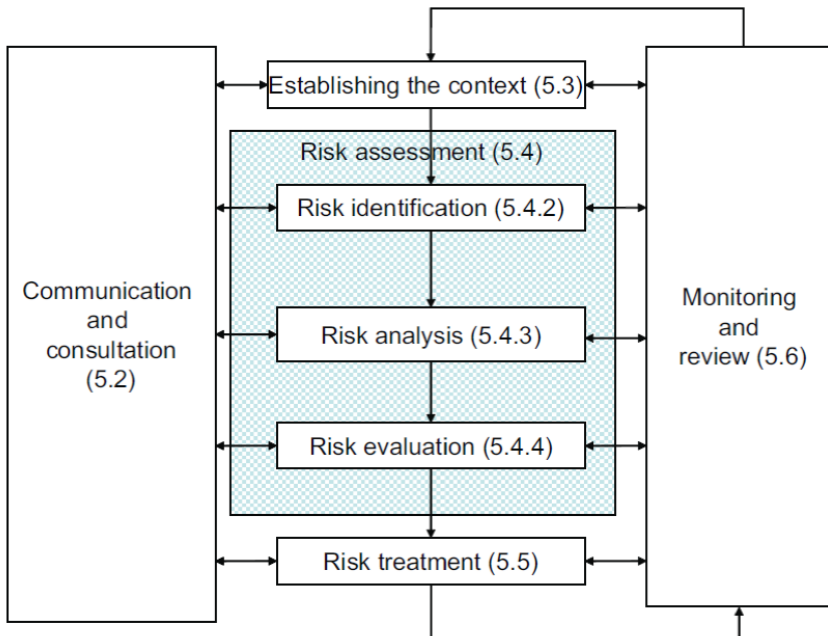 Establishing the context (5.3)
Risk assessment (5.4)
Risk identification (5.4.2)
Communication
and
consultation
(5.2)
Risk analysis (5.4.3)
Monitoring
and
review (5.6)
Risk evaluation (5.4.4)
Risk treatment (5.5)